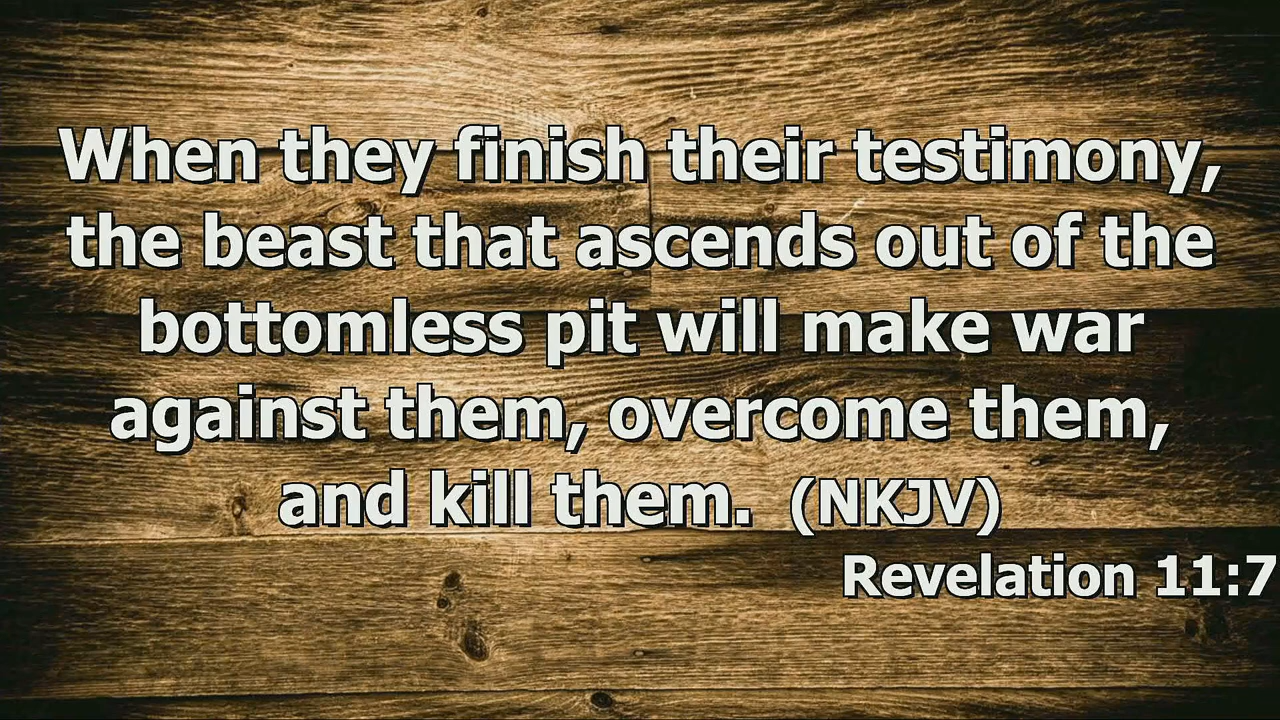 When they finish their testimony,
the beast that ascends out of the
bottomless pit will make war
against them, overcome them,
and kill them. (NKJV)
Revelation 11:7